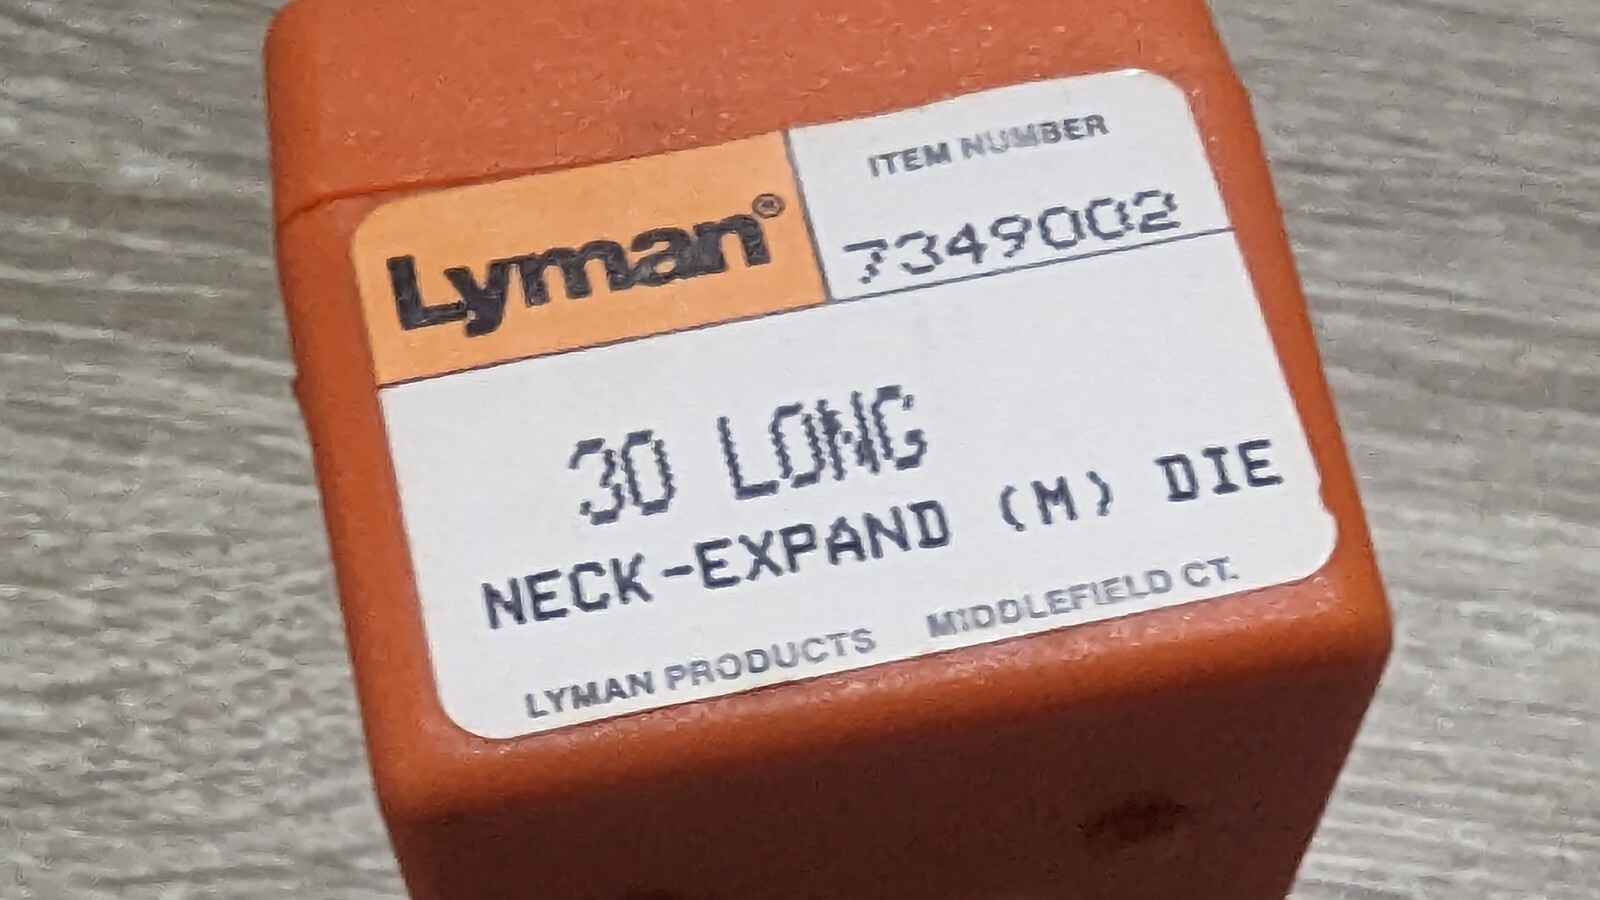 Lyman®
ITEM NUMBER
7349002
30 LONG
NECK-EXPAND (M) DIE
LYMAN PRODUCTS MIDDLEFIELD CT.